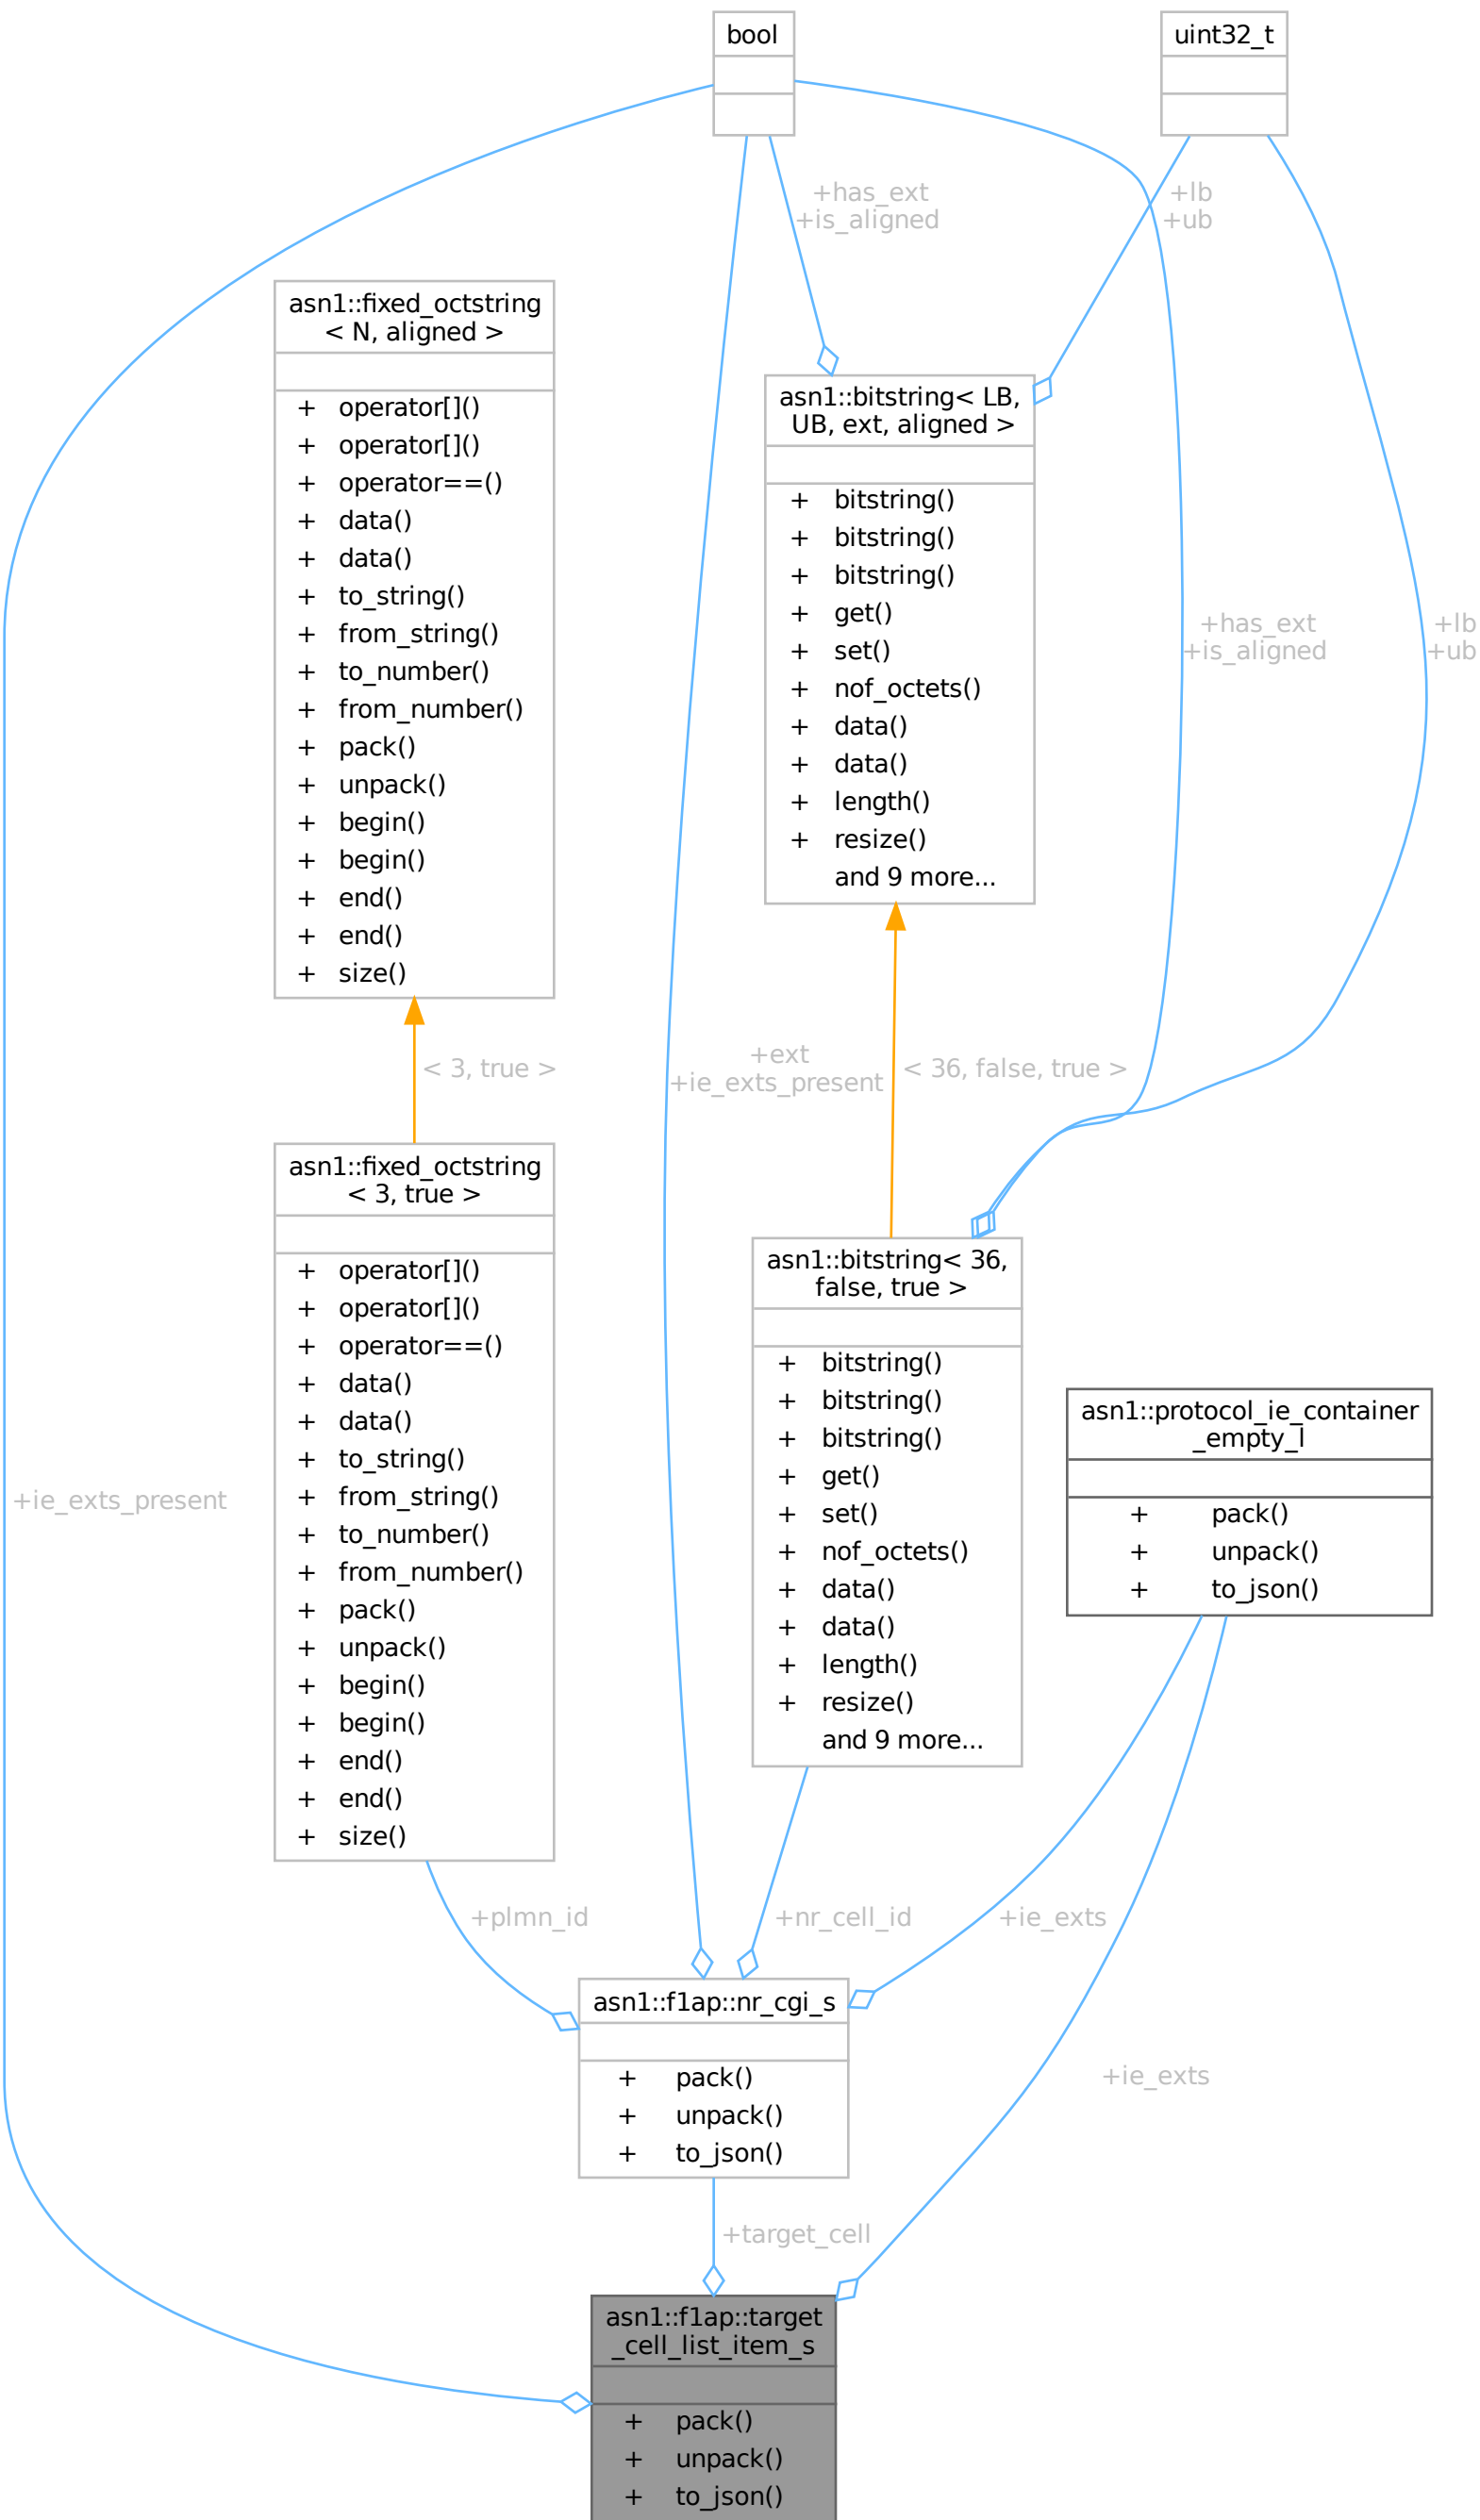 bool
uint32_t
+has_ext
+is_aligned
+lb
+ub
asn1::fixed_octstring
< N, aligned >
+ operator[]()
+ operator[]()
+ operator==()
+ data()
+ data()
+ to_string()
+ from_string()
+ to_number()
+ from_number()
+ pack()
+ unpack()
+ begin()
+ begin()
+ end()
+ end()
+ size()
asn1::bitstring< LB,
UB, ext, aligned >
+ bitstring()
+ bitstring()
+ bitstring()
+ get()
+ set()
+ nof_octets()
+ data()
+ data()
+ length()
+ resize()
and 9 more...
+has_ext
+is_aligned
+lb
+ub
< 3, true >
+ext
+ie_exts_present
< 36, false, true >
asn1::fixed_octstring
< 3, true >
+ operator[]()
+ operator[]()
+ operator==()
+ data()
+ data()
+ to_string()
+ from_string()
+ to_number()
+ from_number()
+ pack()
+ unpack()
+ begin()
+ begin()
+ end()
+ end()
+ size()
asn1::bitstring< 36,
false, true >
+ bitstring()
+ bitstring()
+ bitstring()
+ get()
+ set()
+ nof_octets()
+ data()
+ data()
+ length()
+ resize()
and 9 more...
asn1::protocol_ie_container
_empty_l
+ pack()
+ unpack()
+ to_json()
+ie_exts_present
+plmn_id
+nr_cell_id
+ie_exts
asn1::f1ap::nr_cgi_s
+ pack()
+ unpack()
+ to_json()
+ie_exts
+target_cell
asn1::f1ap::target
_cell_list_item_s
+ pack()
+ unpack()
+ to_json()